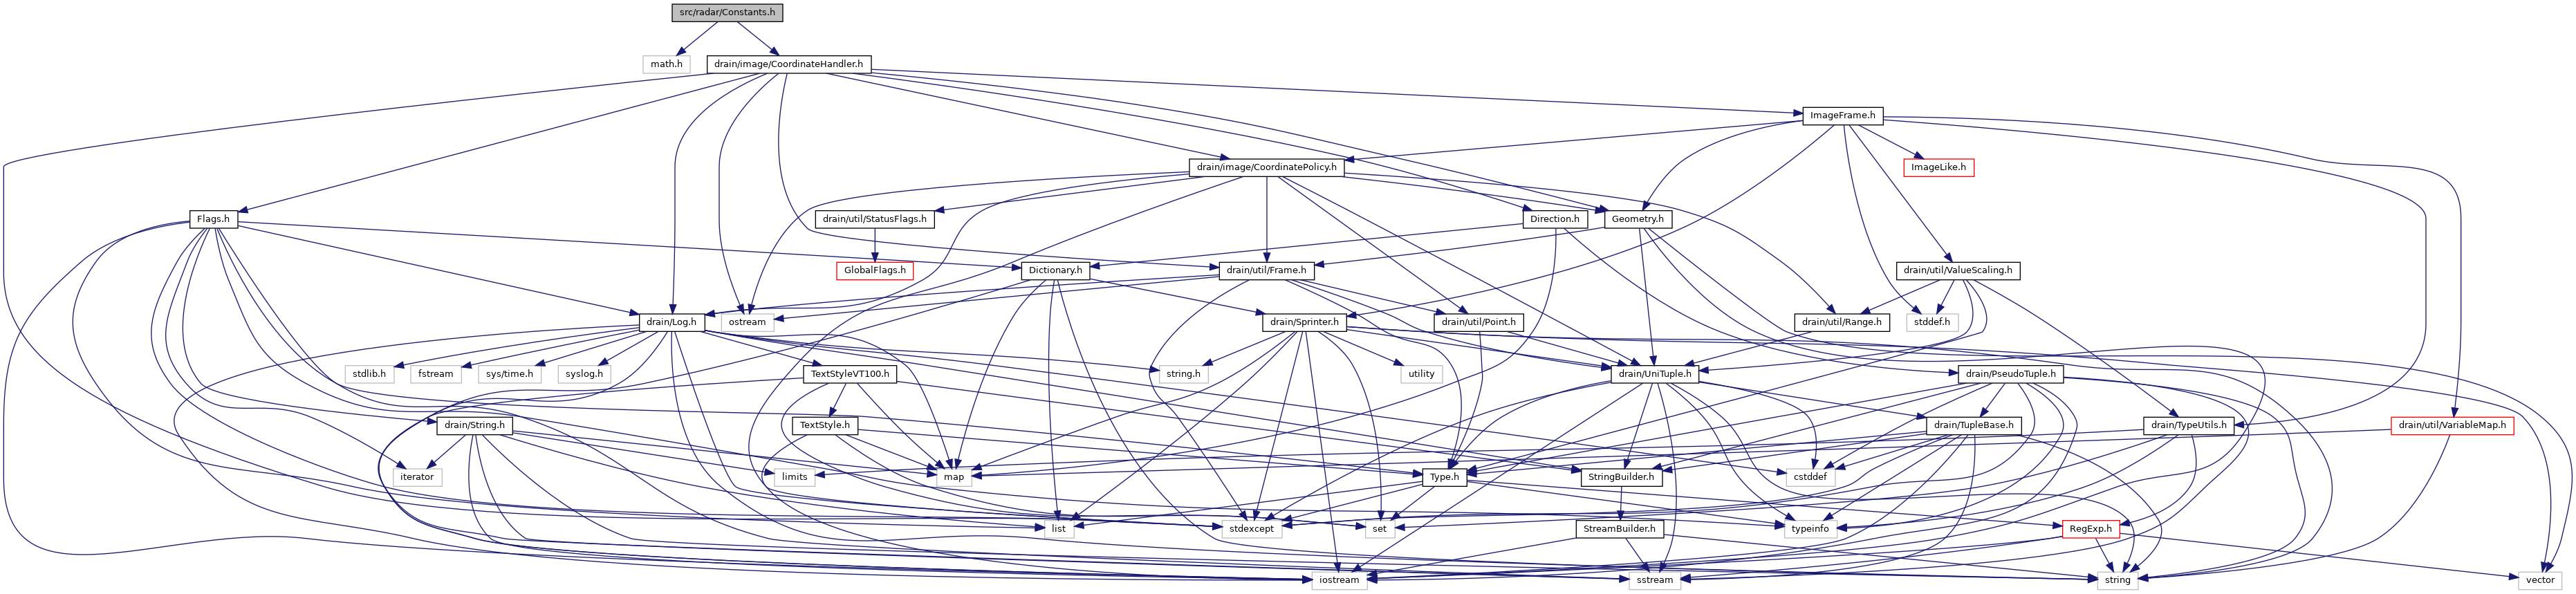 src/radar/Constants.h
math.h
drain/image/CoordinateHandler.h
ImageFrame.h
drain/image/CoordinatePolicy.h
ImageLike.h
Flags.h
drain/util/StatusFlags.h
Direction.h
Geometry.h
GlobalFlags.h
Dictionary.h
drain/util/Frame.h
drain/util/ValueScaling.h
drain/Log.h
ostream
drain/Sprinter.h
drain/util/Point.h
drain/util/Range.h
stddef.h
stdlib.h
fstream
sys/time.h
syslog.h
TextStyleVT100.h
string.h
utility
drain/UniTuple.h
drain/PseudoTuple.h
drain/String.h
TextStyle.h
drain/TupleBase.h
drain/TypeUtils.h
drain/util/VariableMap.h
iterator
limits
map
Type.h
StringBuilder.h
cstddef
list
stdexcept
set
StreamBuilder.h
typeinfo
RegExp.h
iostream
sstream
string
vector